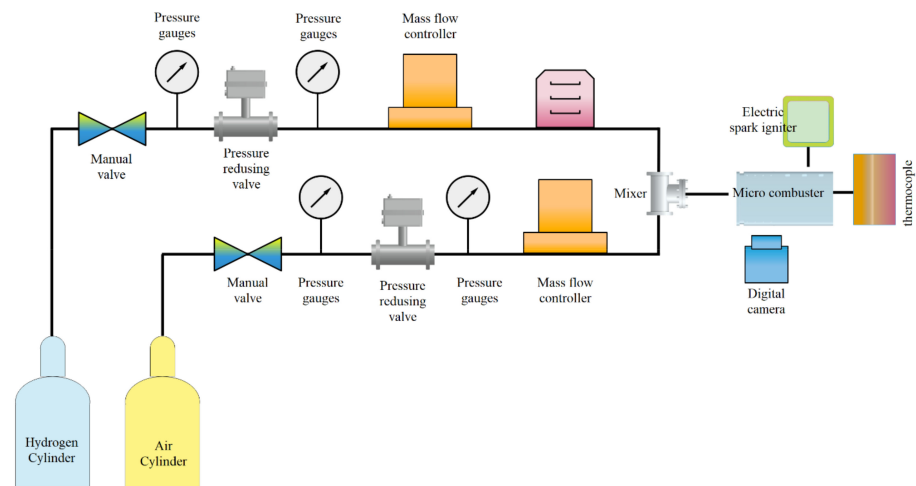 Pressure
gauges
Pressure
gauges
Mass flow
controller
Manual
valve
Pressure
redusing
valve
Electric
spark igniter
Mixer
Micro combuster
thermocople
Manual
valve
Pressure
gauges
Pressure
redusing
valve
Pressure
gauges
Mass flow
controller
Digital
camera
Hydrogen
Cylinder
Air
Cylinder